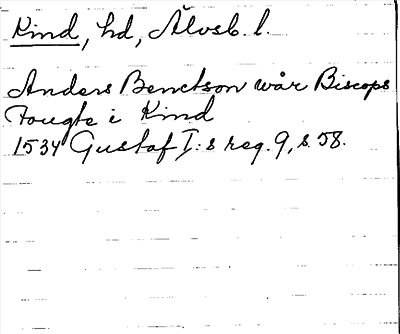 Kind, hd, Älvsb. l.
Anders Benctson wår Biscops
Fougte i Kind
1534 Gustaf I:s reg. 9, s. 58.